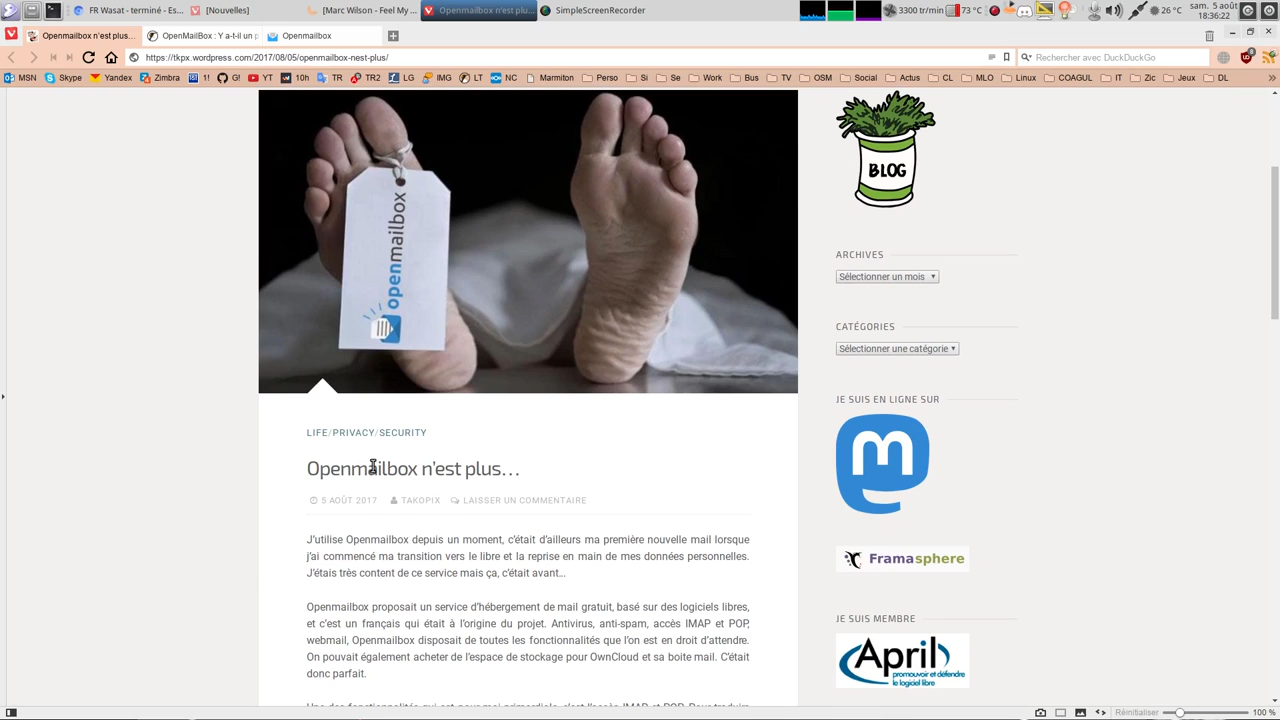 FR Wasat - terminé - Es...
[Nouvelles]
[Marc Wilson - Feel My ...
Openmailbox n'est plu...
SimpleScreenRecorder
3300 tr/min
73 °C
26 °C
sam. 5 août
18:36:22
Openmailbox n'est plus...
OpenMailBox : Y a-t-il un p
Openmailbox
https://tkpx.wordpress.com/2017/08/05/openmailbox-nest-plus/
Rechercher avec DuckDuckGo
MSN Skype Yandex Zimbra Actus! G! YT 10h TR TR2 LG IMG LT NC Marmiton Perso Si Se Work Bus TV OSM Social Actu CL MLO Linux COAGUL IT Zic Jeux DL
openmailbox
BLOG
ARCHIVES
Sélectionner un mois
CATÉGORIES
Sélectionner une catégorie
JE SUIS EN LIGNE SUR
Framasphere
JE SUIS MEMBRE
April
promouvoir et défendre
le logiciel libre
LIFE/PRIVACY/SECURITY
Openmailbox n'est plus…
5 AOÛT 2017 TAKOPIX LAISSER UN COMMENTAIRE
J'utilise Openmailbox depuis un moment, c'était d'ailleurs ma première nouvelle mail lorsque
j'ai commencé ma transition vers le libre et la reprise en main de mes données personnelles.
J'étais très content de ce service mais ça, c'était avant…
Openmailbox proposait un service d'hébergement de mail gratuit, basé sur des logiciels libres,
et c'est un français qui était à l'origine du projet. Antivirus, anti-spam, accès IMAP et POP,
webmail, Openmailbox disposait de toutes les fonctionnalités que l'on est en droit d'attendre.
On pouvait également acheter de l'espace de stockage pour OwnCloud et sa boite mail. C'était
donc parfait.
Réinitialiser
100 %